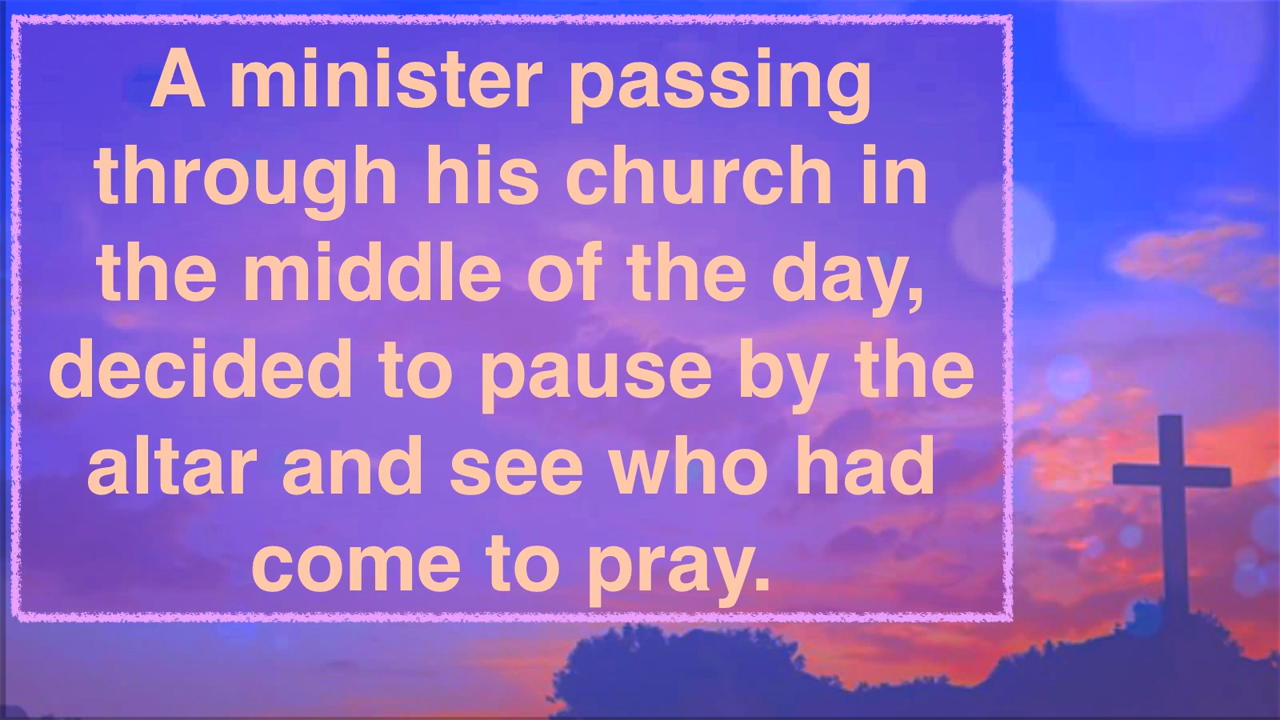 A minister passing
through his church in
the middle of the day,
decided to pause by the
altar and see who had
come to pray.